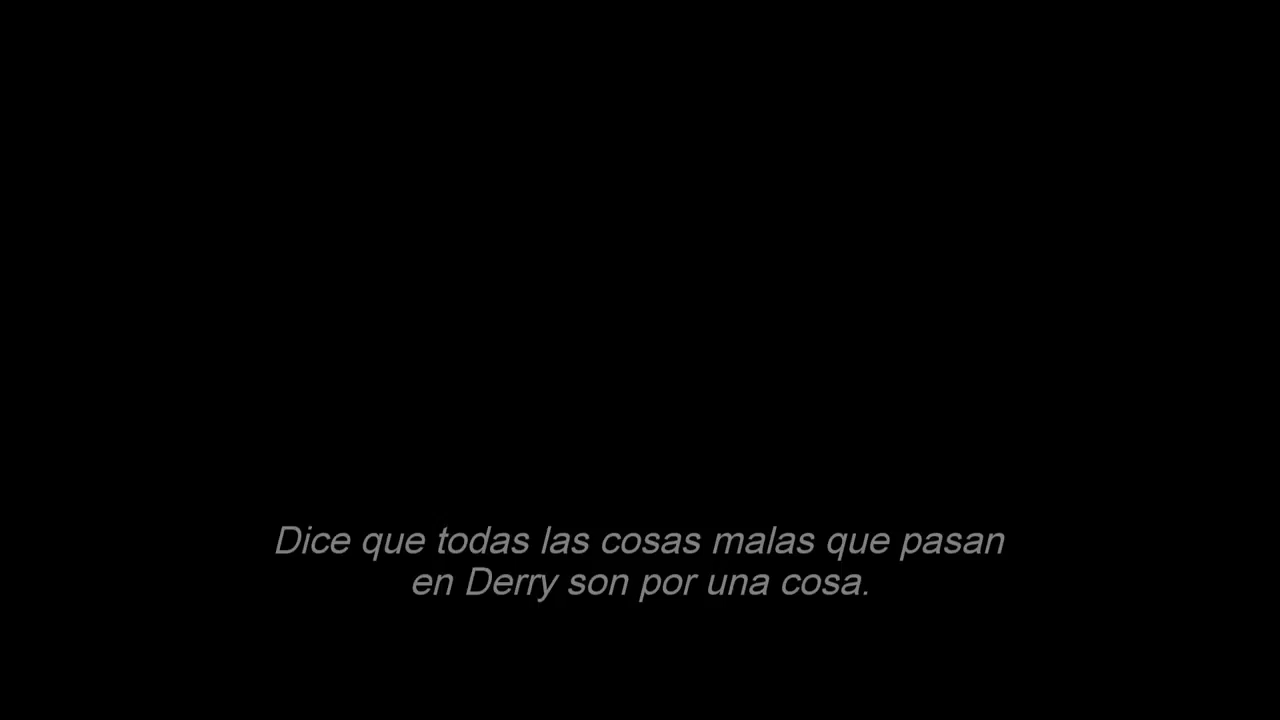 Dice que todas las cosas malas que pasan
en Derry son por una cosa.